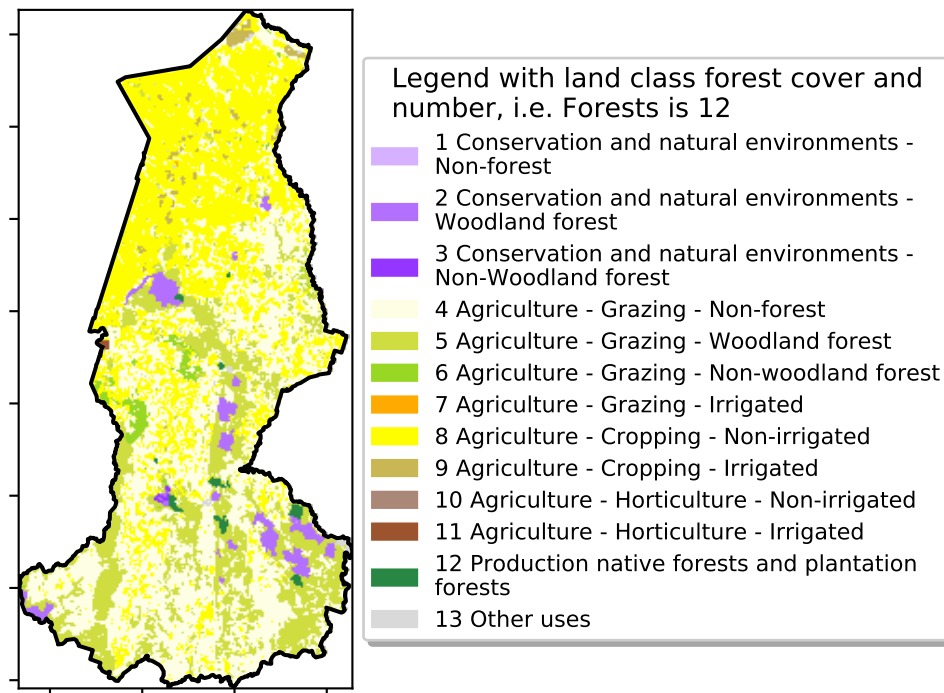 Legend with land class forest cover and
number, i.e. Forests is 12
1 Conservation and natural environments -
Non-forest
2 Conservation and natural environments -
Woodland forest
3 Conservation and natural environments -
Non-Woodland forest
4 Agriculture - Grazing - Non-forest
5 Agriculture - Grazing - Woodland forest
6 Agriculture - Grazing - Non-woodland forest
7 Agriculture - Grazing - Irrigated
8 Agriculture - Cropping - Non-irrigated
9 Agriculture - Cropping - Irrigated
10 Agriculture - Horticulture - Non-irrigated
11 Agriculture - Horticulture - Irrigated
12 Production native forests and plantation
forests
13 Other uses